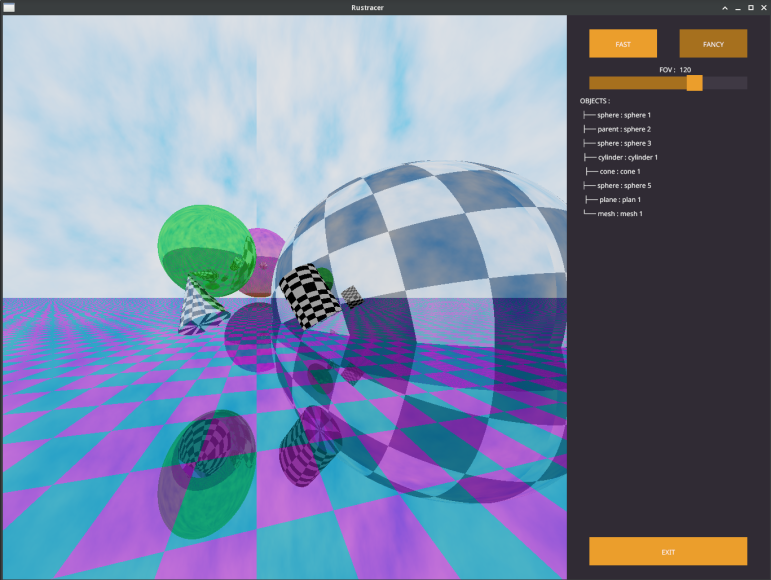 Rustracer
FAST
FANCY
FOV : 120
OBJECTS :
├── sphere : sphere 1
├── parent : sphere 2
├── sphere : sphere 3
├── cylinder : cylinder 1
├── cone : cone 1
├── sphere : sphere 5
├── plane : plan 1
└── mesh : mesh 1
EXIT